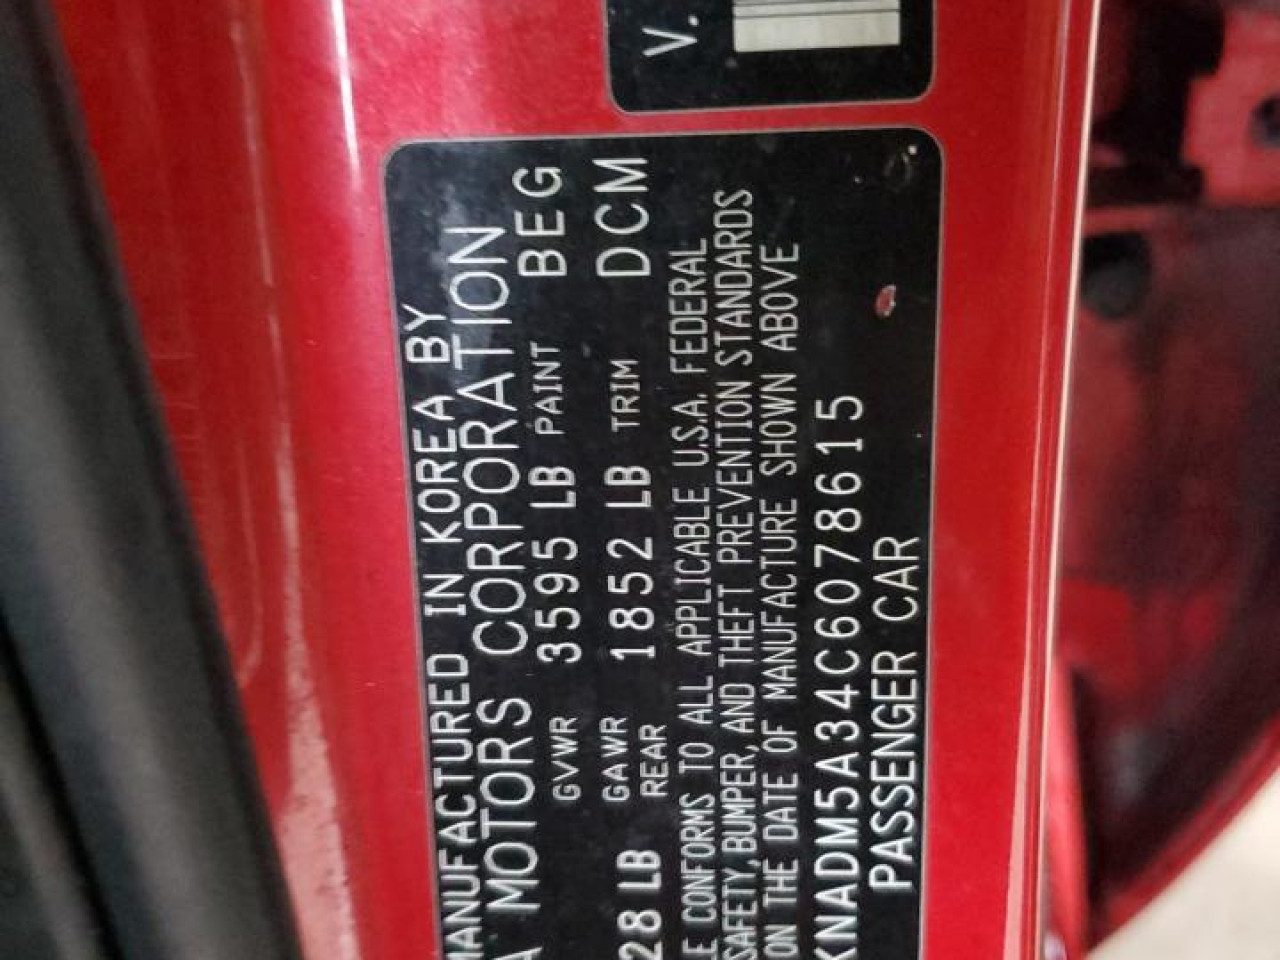 MANUFACTURED IN KOREA BY
A MOTORS CORPORATION
GVWR 3595 LB PAINT BEG
28 LB GAWR REAR 1852 LB TRIM DCM
LE CONFORMS TO ALL APPLICABLE U.S.A. FEDERAL
SAFETY, BUMPER, AND THEFT PREVENTION STANDARDS
ON THE DATE OF MANUFACTURE SHOWN ABOVE
KNADM5A34C6078615
PASSENGER CAR
V.